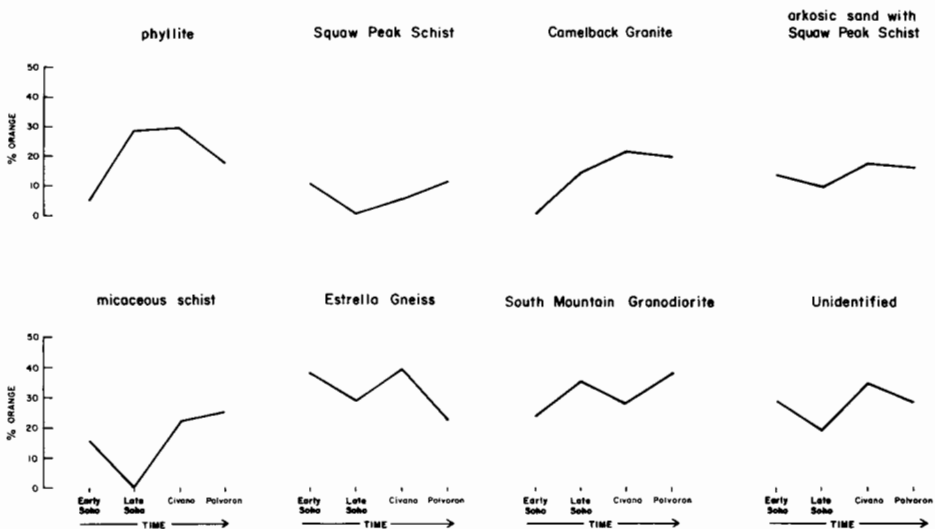 phyllite
Squaw Peak Schist
Camelback Granite
arkosic sand with
Squaw Peak Schist
50
40
30
20
10
0
% ORANGE
micaceous schist
Estrella Gneiss
South Mountain Granodiorite
Unidentified
50
40
30
20
10
0
% ORANGE
Early Soho
Late Soho
Civano
Polvoron
Early Soho
Late Soho
Civano
Polvoron
Early Soho
Late Soho
Civano
Polvoron
Early Soho
Late Soho
Civano
Polvoron
TIME
TIME
TIME
TIME